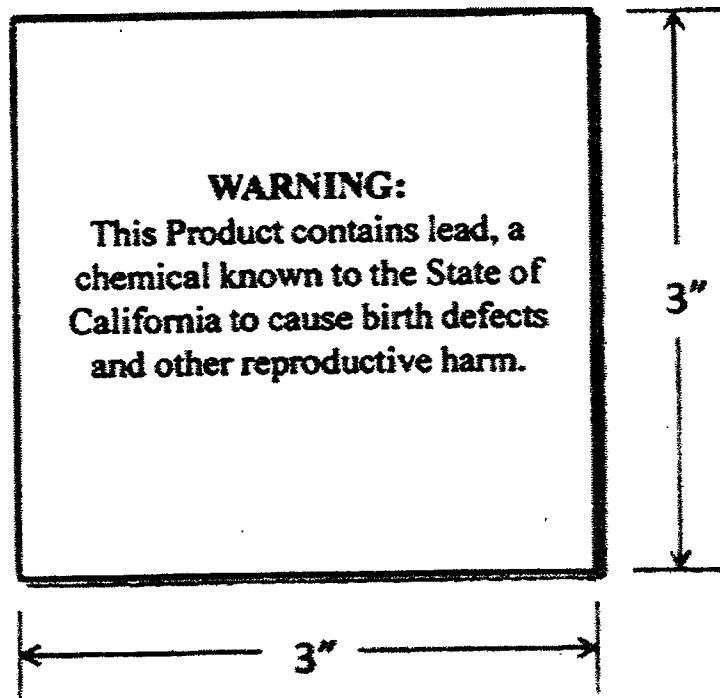 WARNING:
This Product contains lead, a
chemical known to the State of
California to cause birth defects
and other reproductive harm.
3"
3"